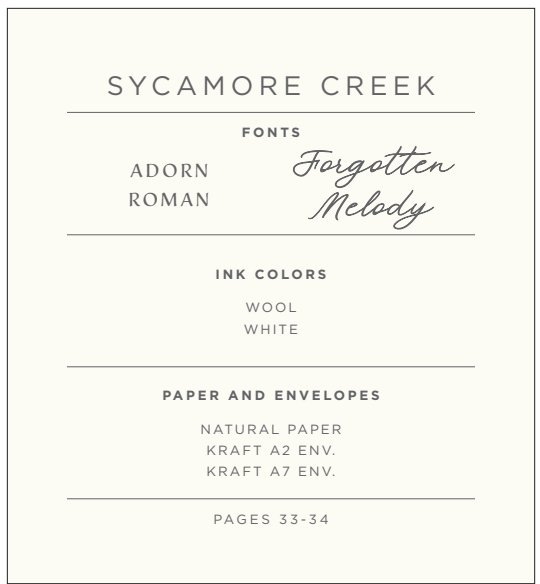 SYCAMORE CREEK
FONTS
ADORN
ROMAN
Forgotten
Melody
INK COLORS
WOOL
WHITE
PAPER AND ENVELOPES
NATURAL PAPER
KRAFT A2 ENV.
KRAFT A7 ENV.
PAGES 33-34